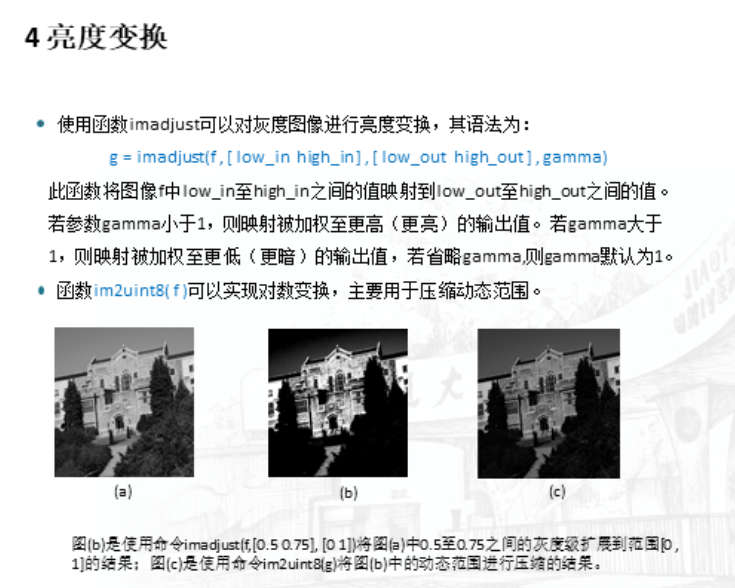 4 亮度变换
• 使用函数imadjust可以对灰度图像进行亮度变换，其语法为：
g = imadjust(f,[low_in high_in],[low_out high_out],gamma)
此函数将图像f中low_in至high_in之间的值映射到low_out至high_out之间的值。
若参数gamma小于1，则映射被加权至更高（更亮）的输出值。若gamma大于
1，则映射被加权至更低（更暗）的输出值，若省略gamma,则gamma默认为1。
• 函数im2uint8(f)可以实现对数变换，主要用于压缩动态范围。
(a) (b) (c)
图(b)是使用命令imadjust(f,[0.5 0.75], [0 1])将图(a)中0.5至0.75之间的灰度级扩展到范围[0,
1]的结果；图(c)是使用命令im2uint8(g)将图(b)中的动态范围进行压缩的结果。